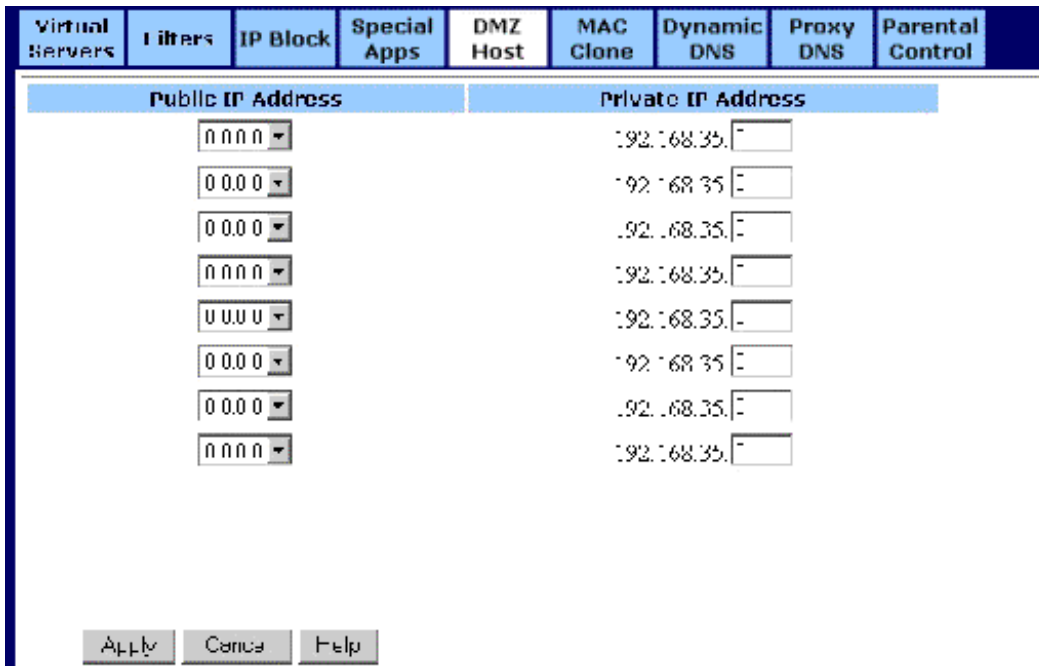 Virtual Servers Filters IP Block Special Apps DMZ Host MAC Clone Dynamic DNS Proxy DNS Parental Control
Public IP Address Private IP Address
0.0.0.0 192.168.35.
0.0.0.0 192.168.35.
0.0.0.0 192.168.35.
0.0.0.0 192.168.35.
0.0.0.0 192.168.35.
0.0.0.0 192.168.35.
0.0.0.0 192.168.35.
0.0.0.0 192.168.35.
Apply Cancel Help